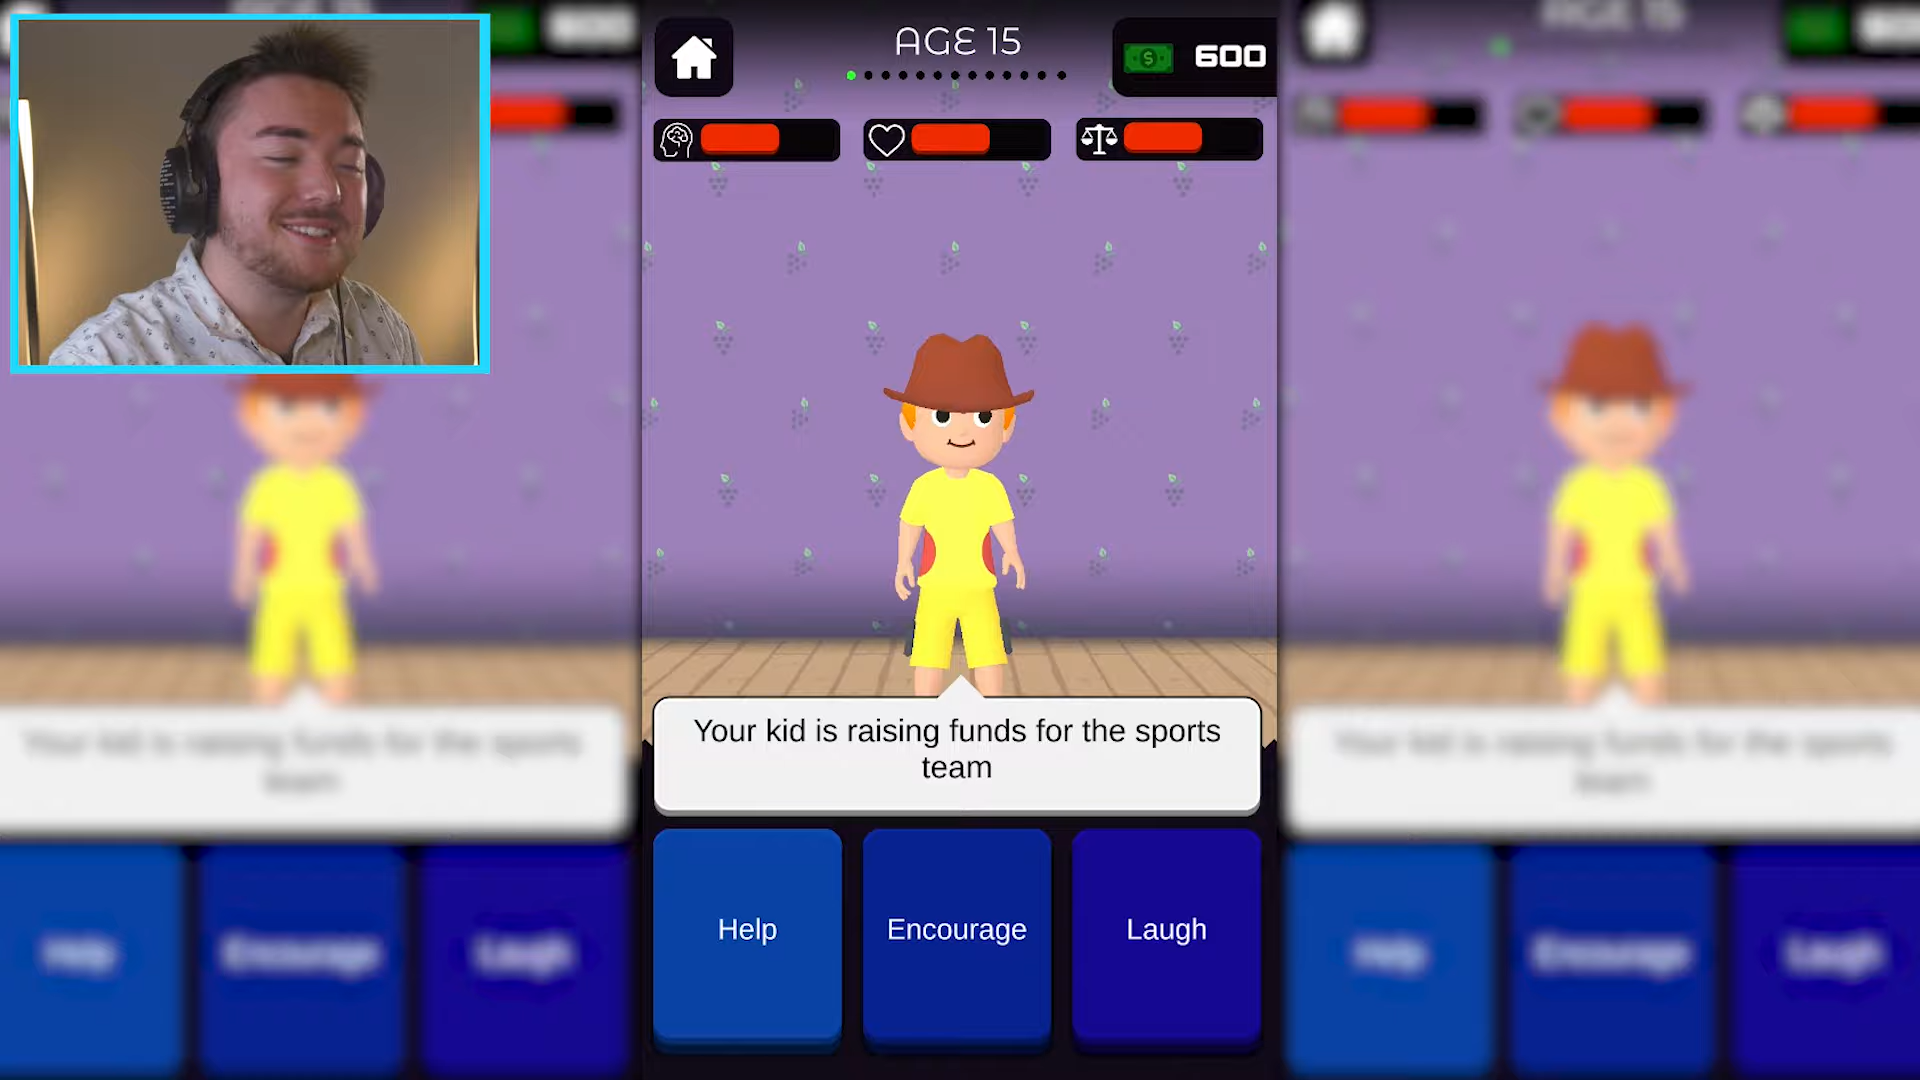 AGE 15
600
Your kid is raising funds for the sports
team
Help
Encourage
Laugh